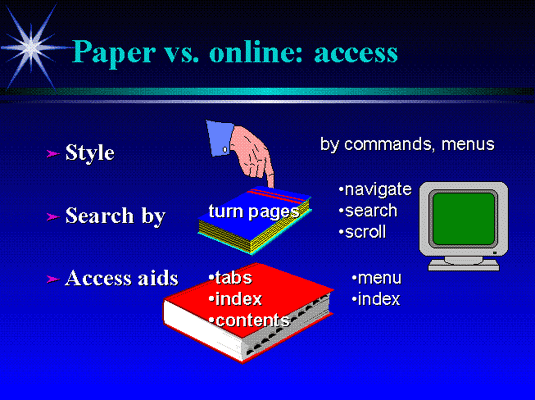 Paper vs. online: access
➢ Style
by commands, menus
➢ Search by
turn pages
•navigate
•search
•scroll
➢ Access aids
•tabs
•index
•contents
•menu
•index